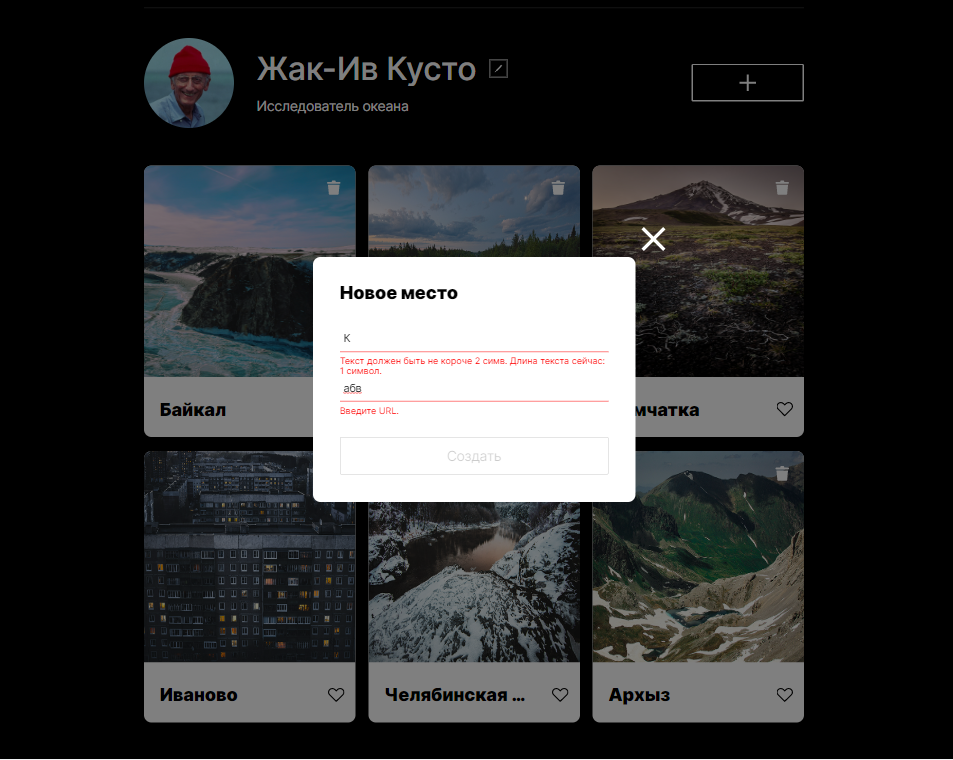 Жак-Ив Кусто
Исследователь океана
Новое место
К
Текст должен быть не короче 2 симв. Длина текста сейчас:
1 символ.
абв
Введите URL.
Создать
Байкал
мчатка
Иваново
Челябинская ...
Архыз